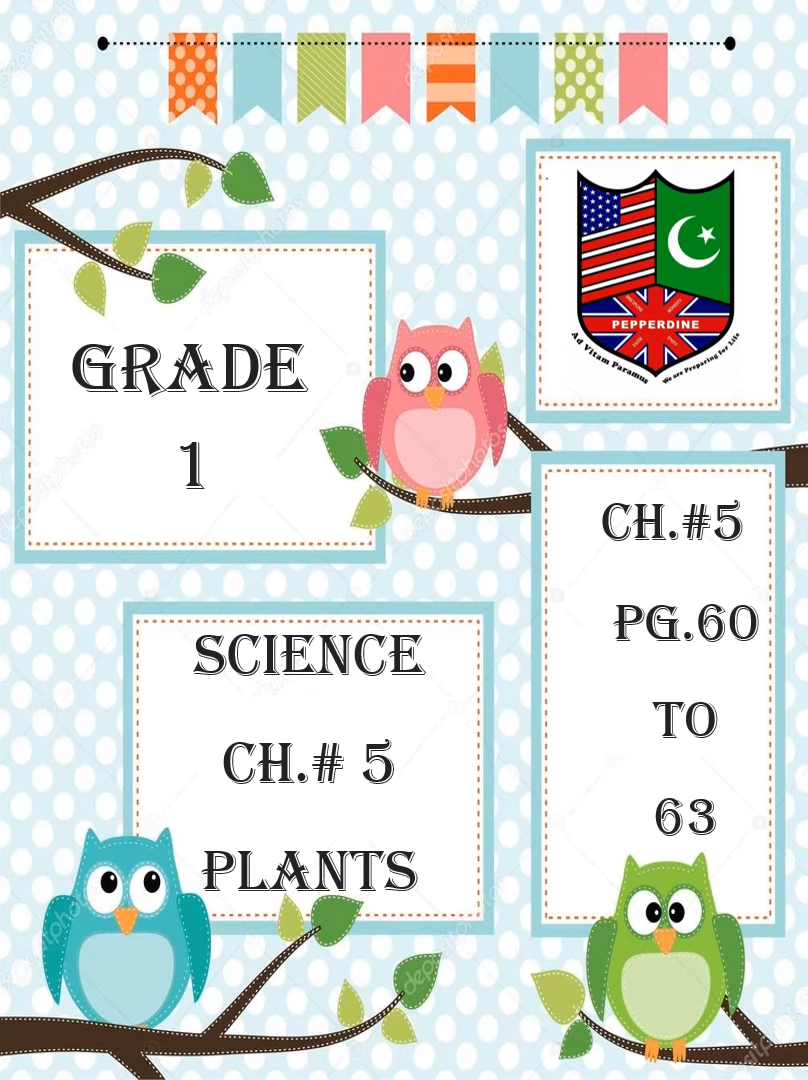 GRADE
1
PEPPERDINE
Ad Vitam Paramus
We are Preparing for Life
CH.#5
PG.60
TO
63
SCIENCE
CH.# 5
PLANTS
depositphotos